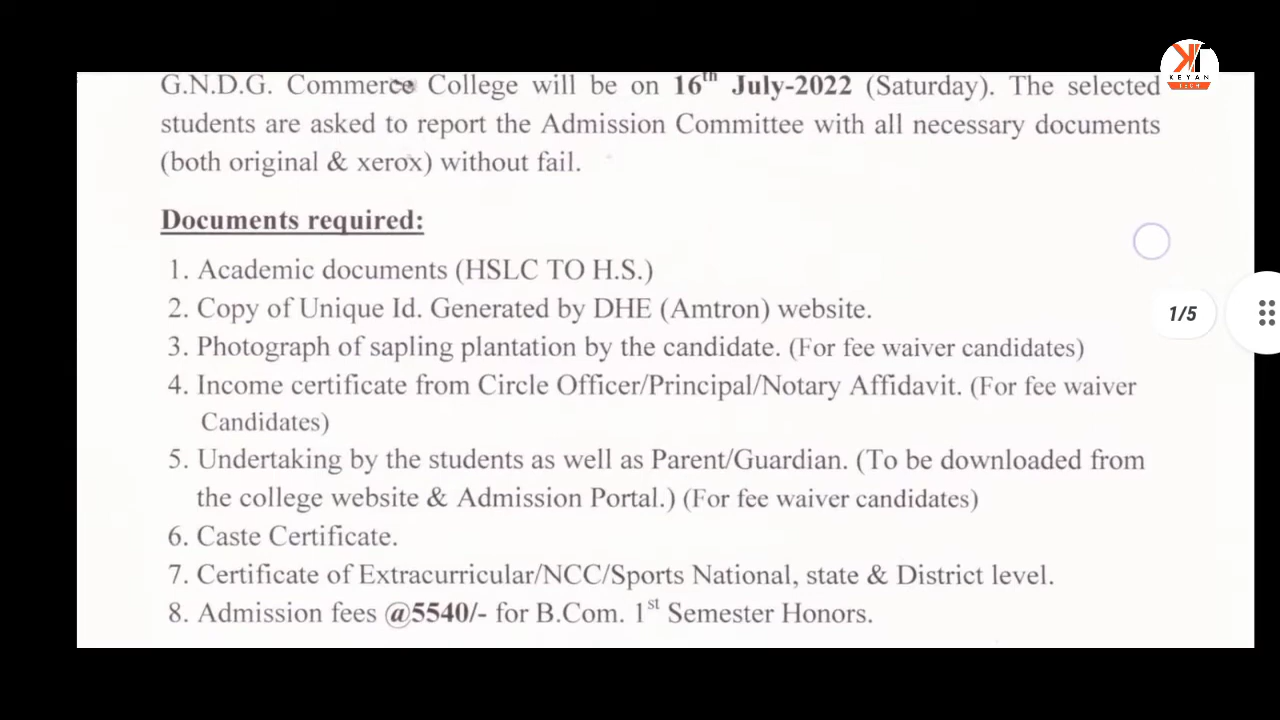 KEYAN
TECH
G.N.D.G. Commerce College will be on 16th July-2022 (Saturday). The selected
students are asked to report the Admission Committee with all necessary documents
(both original & xerox) without fail.
Documents required:
1. Academic documents (HSLC TO H.S.)
2. Copy of Unique Id. Generated by DHE (Amtron) website.
1/5
3. Photograph of sapling plantation by the candidate. (For fee waiver candidates)
4. Income certificate from Circle Officer/Principal/Notary Affidavit. (For fee waiver
Candidates)
5. Undertaking by the students as well as Parent/Guardian. (To be downloaded from
the college website & Admission Portal.) (For fee waiver candidates)
6. Caste Certificate.
7. Certificate of Extracurricular/NCC/Sports National, state & District level.
8. Admission fees @5540/- for B.Com. 1st Semester Honors.